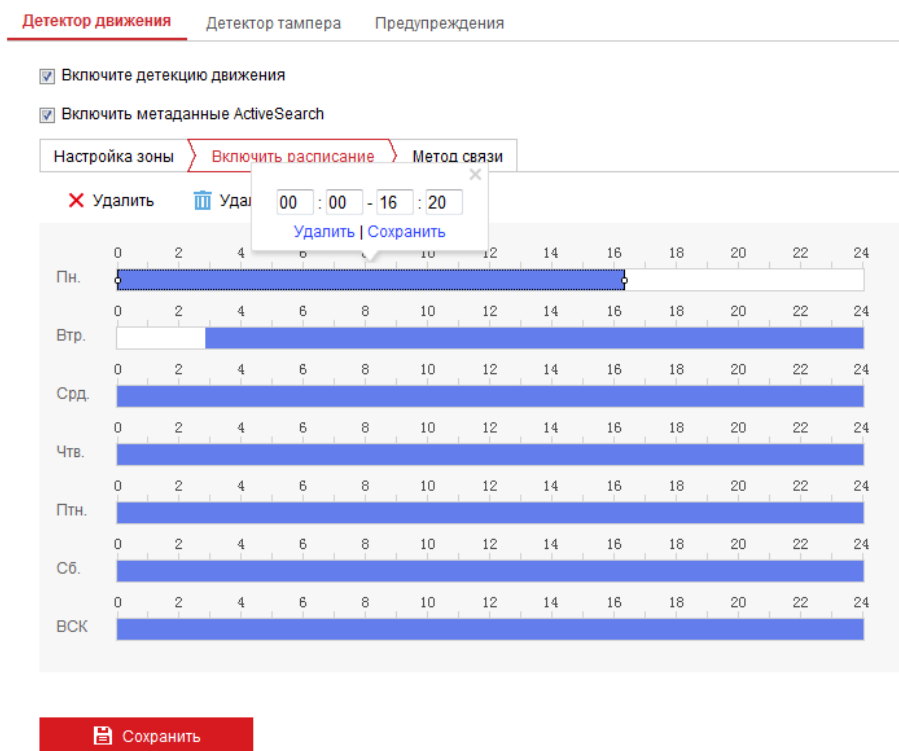 Детектор движения Детектор тампера Предупреждения
Включите детекцию движения
Включить метаданные ActiveSearch
Настройка зоны Включить расписание Метод связи
Удалить
00 : 00 - 16 : 20
Удалить | Сохранить
0 2 4 6 8 10 12 14 16 18 20 22 24
Пн.
0 2 4 6 8 10 12 14 16 18 20 22 24
Втр.
0 2 4 6 8 10 12 14 16 18 20 22 24
Срд.
0 2 4 6 8 10 12 14 16 18 20 22 24
Чтв.
0 2 4 6 8 10 12 14 16 18 20 22 24
Птн.
0 2 4 6 8 10 12 14 16 18 20 22 24
Сб.
0 2 4 6 8 10 12 14 16 18 20 22 24
ВСК
Сохранить